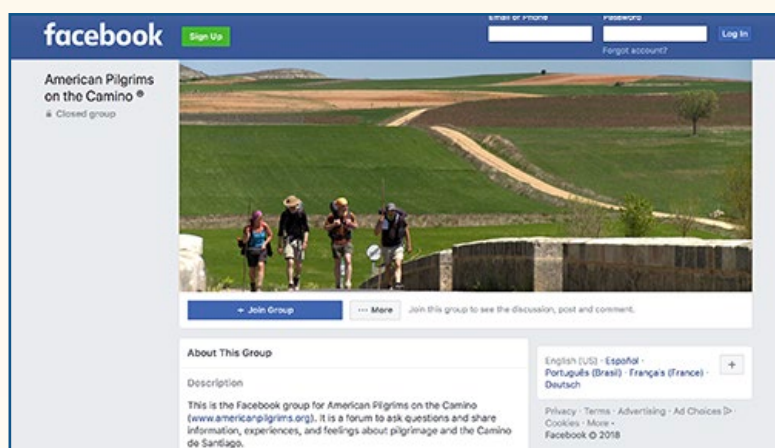 Email or Phone
Password
facebook
Sign Up
Log In
Forgot account?
American Pilgrims
on the Camino ®
Closed group
+ Join Group
··· More
Join this group to see the discussion, post and comment.
About This Group
Description
This is the Facebook group for American Pilgrims on the Camino
(www.americanpilgrims.org). It is a forum to ask questions and share
information, experiences, and feelings about pilgrimage and the Camino
de Santiago.
English (US) · Español ·
Português (Brasil) · Français (France) ·
Deutsch
+
Privacy · Terms · Advertising · Ad Choices ·
Cookies · More ·
Facebook © 2018